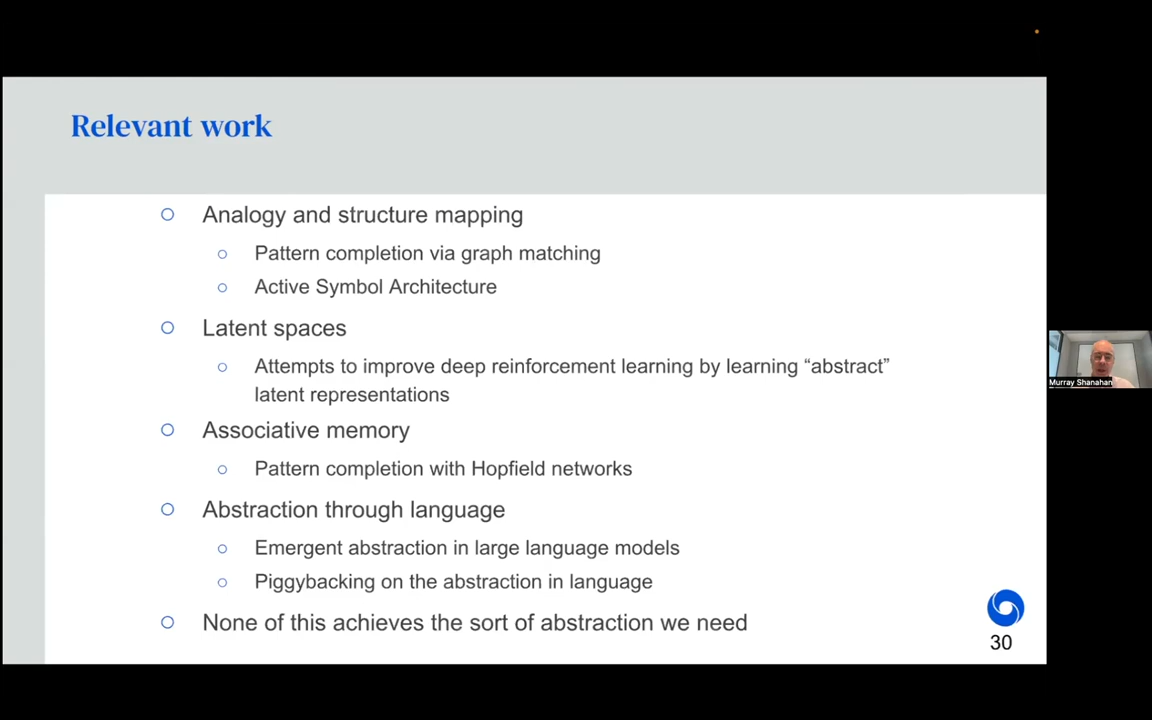 Relevant work
Analogy and structure mapping
Pattern completion via graph matching
Active Symbol Architecture
Latent spaces
Attempts to improve deep reinforcement learning by learning “abstract”
latent representations
Associative memory
Pattern completion with Hopfield networks
Abstraction through language
Emergent abstraction in large language models
Piggybacking on the abstraction in language
None of this achieves the sort of abstraction we need
30
Murray Shanahan